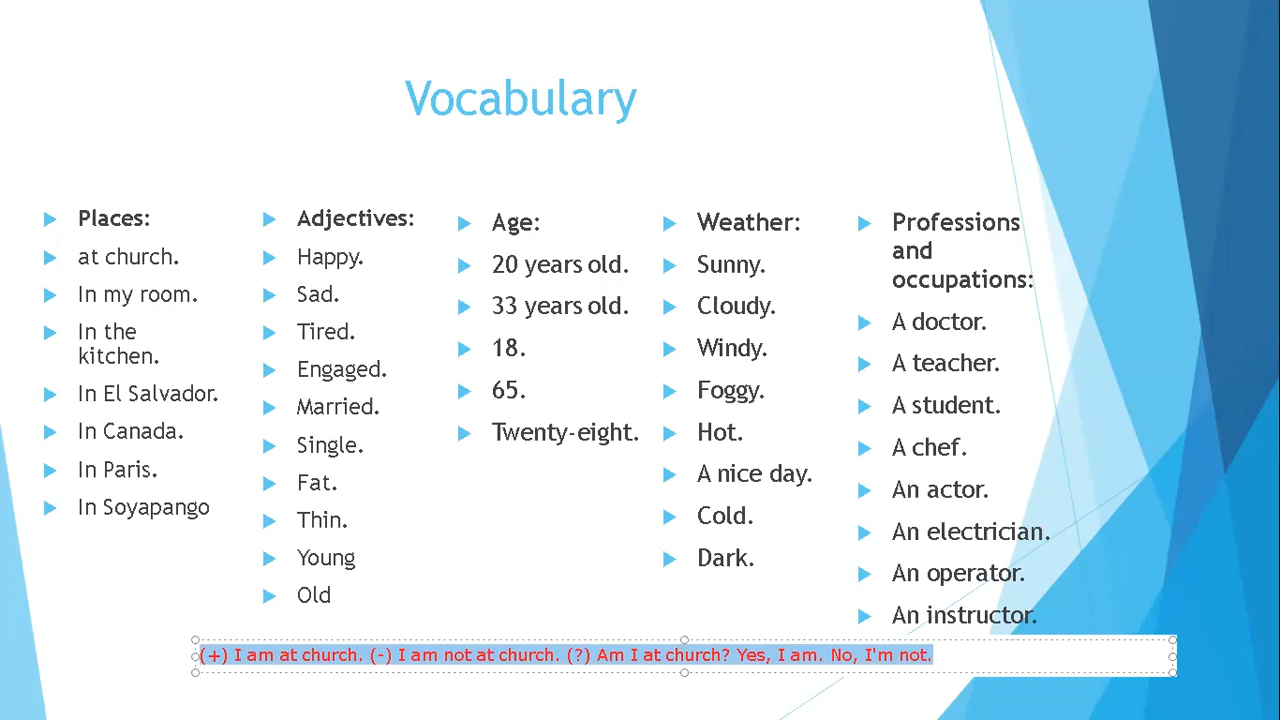 Vocabulary
Places:
at church.
In my room.
In the
kitchen.
In El Salvador.
In Canada.
In Paris.
In Soyapango
Adjectives:
Happy.
Sad.
Tired.
Engaged.
Married.
Single.
Fat.
Thin.
Young
Old
Age:
20 years old.
33 years old.
18.
65.
Twenty-eight.
Weather:
Sunny.
Cloudy.
Windy.
Foggy.
Hot.
A nice day.
Cold.
Dark.
Professions
and
occupations:
A doctor.
A teacher.
A student.
A chef.
An actor.
An electrician.
An operator.
An instructor.
(+) I am at church. (-) I am not at church. (?) Am I at church? Yes, I am. No, I'm not.